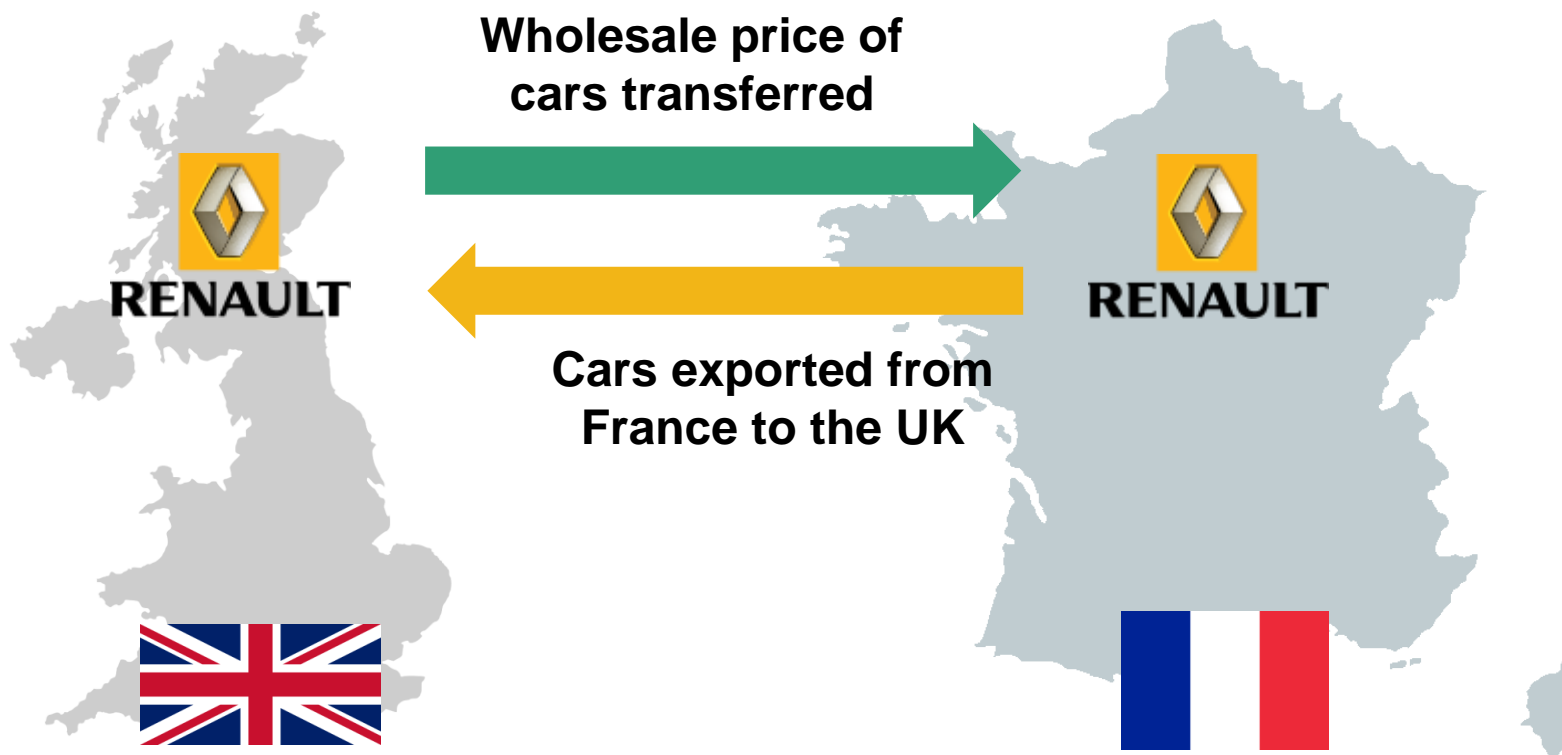 Wholesale price of
cars transferred
RENAULT
RENAULT
Cars exported from
France to the UK